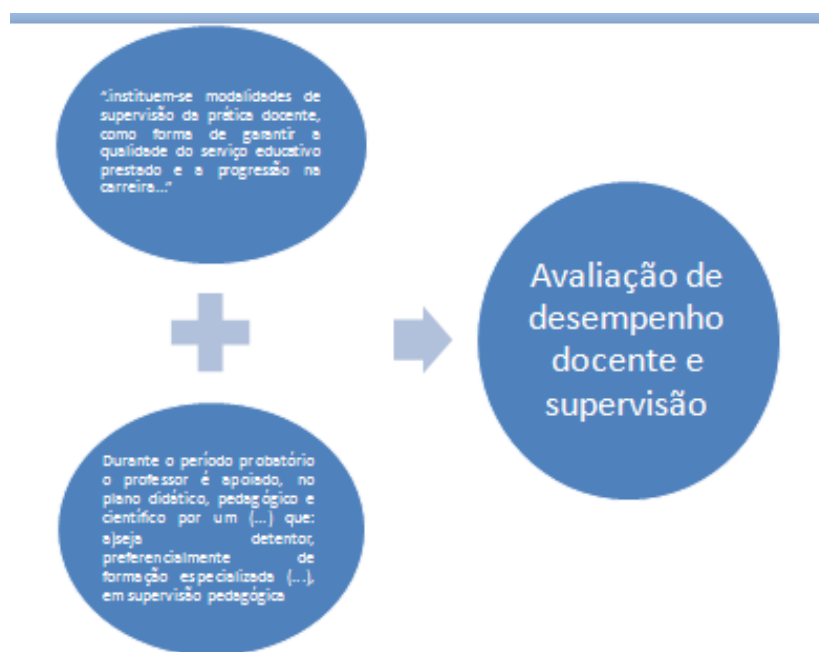 “.instituem-se modalidades de
supervisão da prática docente,
como forma de garantir a
qualidade do serviço educativo
prestado e a progressão na
carreira...”
Durante o período probatório
o professor é apoiado, no
plano didático, pedagógico e
científico por um (...) que:
a)seja detentor,
preferencialmente de
formação especializada (...),
em supervisão pedagógica
Avaliação de
desempenho
docente e
supervisão